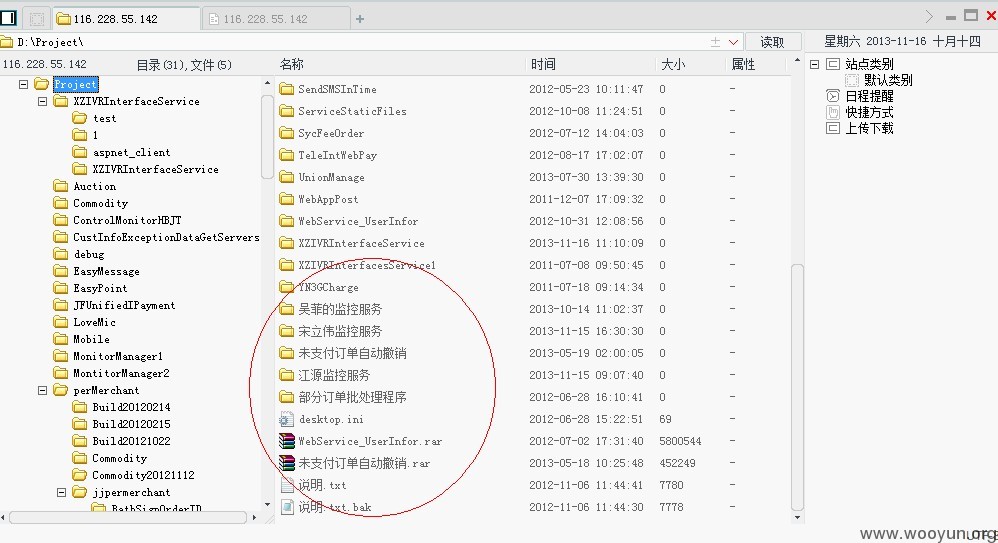 116.228.55.142
116.228.55.142
D:\Project\
读取
星期六 2013-11-16 十月十四
116.228.55.142 目录(31),文件(5)
名称 时间 大小 属性
Project
XZIVRInterfaceService
test
1
aspnet_client
XZIVRInterfaceService
Auction
Commodity
ControlMonitorHBJT
CustInfoExceptionDataGetServers
debug
EasyMessage
EasyPoint
JFUnifiedIPayment
LoveMic
Mobile
MonitorManager1
MontitorManager2
perMerchant
Build20120214
Build20120215
Build20121022
Commodity
Commodity20121112
jjpermerchant
BathSignOrderID
SendSMSInTime 2012-05-23 10:11:47 0 -
ServiceStaticFiles 2012-10-08 11:24:51 0 -
SycFeeOrder 2012-07-12 14:04:03 0 -
TeleIntWebPay 2012-08-17 17:02:07 0 -
UnionManage 2013-07-30 13:39:30 0 -
WebAppPost 2011-12-07 17:09:32 0 -
WebService_UserInfor 2012-10-31 12:08:56 0 -
XZIVRInterfaceService 2013-11-16 11:10:09 0 -
XZIVRInterfacesService1 2011-07-08 09:50:45 0 -
YN3GCharge 2011-07-18 09:14:34 0 -
吴菲的监控服务 2013-10-14 11:02:37 0 -
宋立伟监控服务 2013-11-15 16:30:30 0 -
未支付订单自动撤销 2013-05-19 02:00:05 0 -
江源监控服务 2013-11-15 09:07:40 0 -
部分订单批处理程序 2012-06-28 16:10:41 0 -
desktop.ini 2012-06-28 15:22:51 69 -
WebService_UserInfor.rar 2012-07-02 17:31:40 5800544 -
未支付订单自动撤销.rar 2013-05-18 10:25:48 452249 -
说明.txt 2012-11-06 11:44:41 7780 -
说明.txt.bak 2012-11-06 11:44:30 7778 -
站点类别
默认类别
日程提醒
快捷方式
上传下载
www.wooyun.org